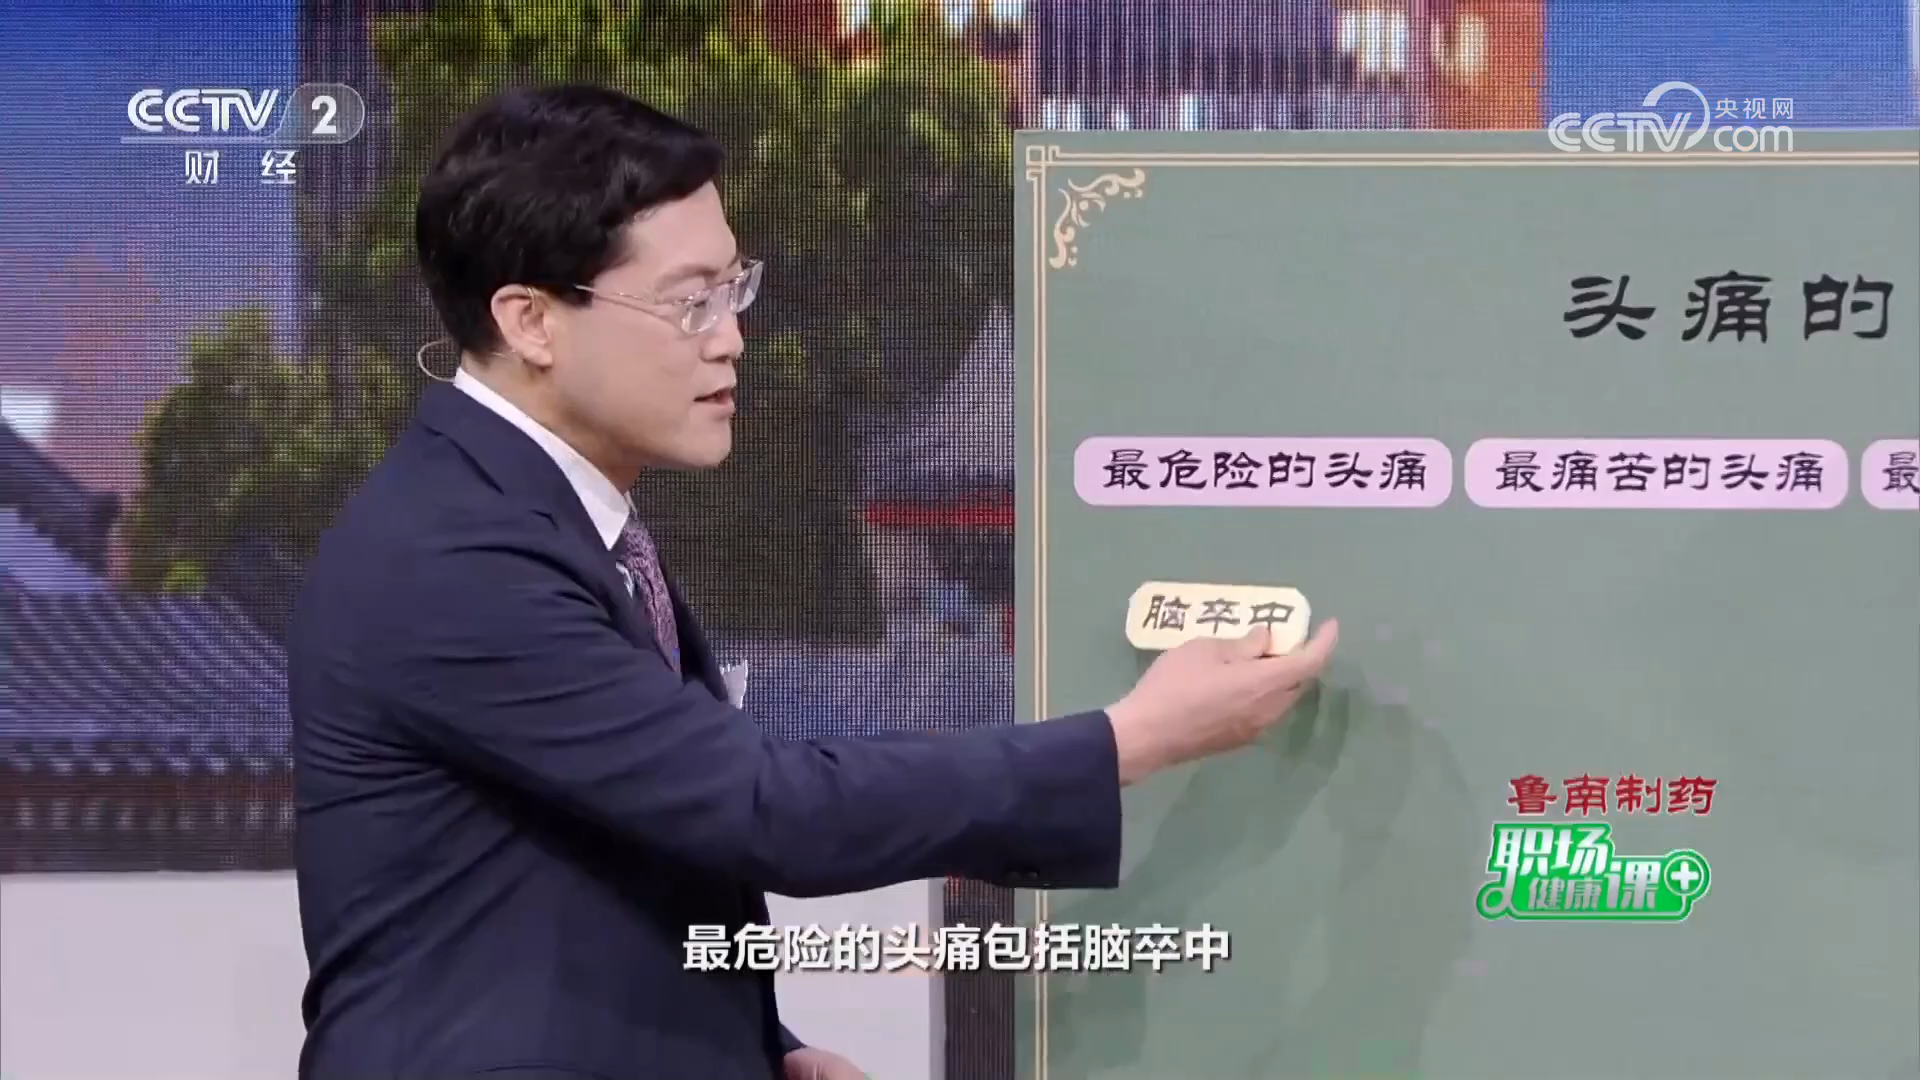 CCTV 2
财 经
央视网
CCTV.com
头痛的
最危险的头痛
最痛苦的头痛
最
脑卒中
鲁南制药
职场
健康课+
最危险的头痛包括脑卒中